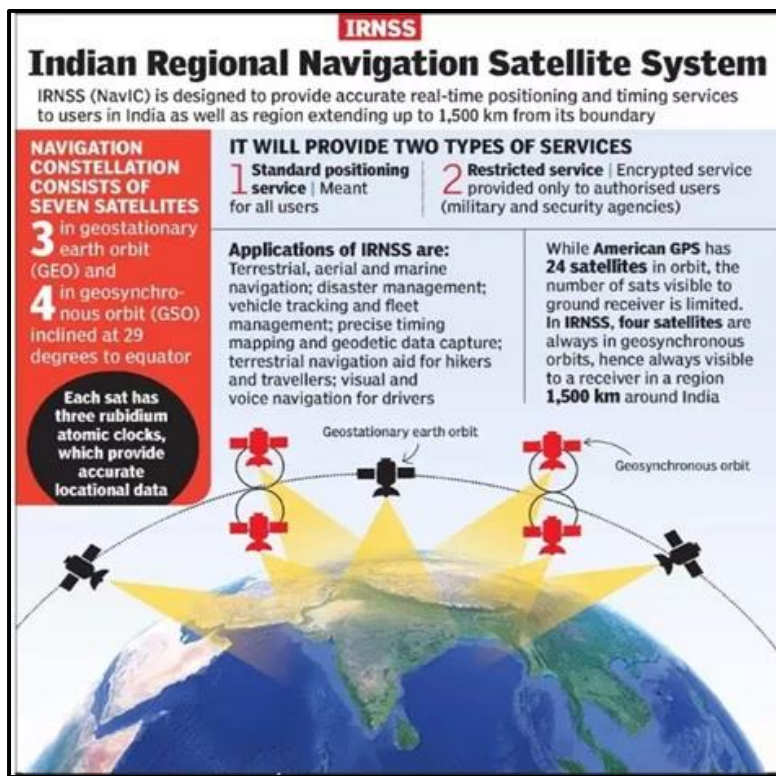 IRNSS
Indian Regional Navigation Satellite System
IRNSS (NavIC) is designed to provide accurate real-time positioning and timing services
to users in India as well as region extending up to 1,500 km from its boundary
NAVIGATION
CONSTELLATION
CONSISTS OF
SEVEN SATELLITES
3 in geostationary
earth orbit
(GEO) and
4 in geosynchro-
nous orbit (GSO)
inclined at 29
degrees to equator
Each sat has
three rubidium
atomic clocks,
which provide
accurate
locational data
IT WILL PROVIDE TWO TYPES OF SERVICES
1 Standard positioning
service | Meant
for all users
2 Restricted service | Encrypted service
provided only to authorised users
(military and security agencies)
Applications of IRNSS are:
Terrestrial, aerial and marine
navigation; disaster management;
vehicle tracking and fleet
management; precise timing
mapping and geodetic data capture;
terrestrial navigation aid for hikers
and travellers; visual and
voice navigation for drivers
While American GPS has
24 satellites in orbit, the
number of sats visible to
ground receiver is limited.
In IRNSS, four satellites are
always in geosynchronous
orbits, hence always visible
to a receiver in a region
1,500 km around India
Geostationary earth orbit
Geosynchronous orbit